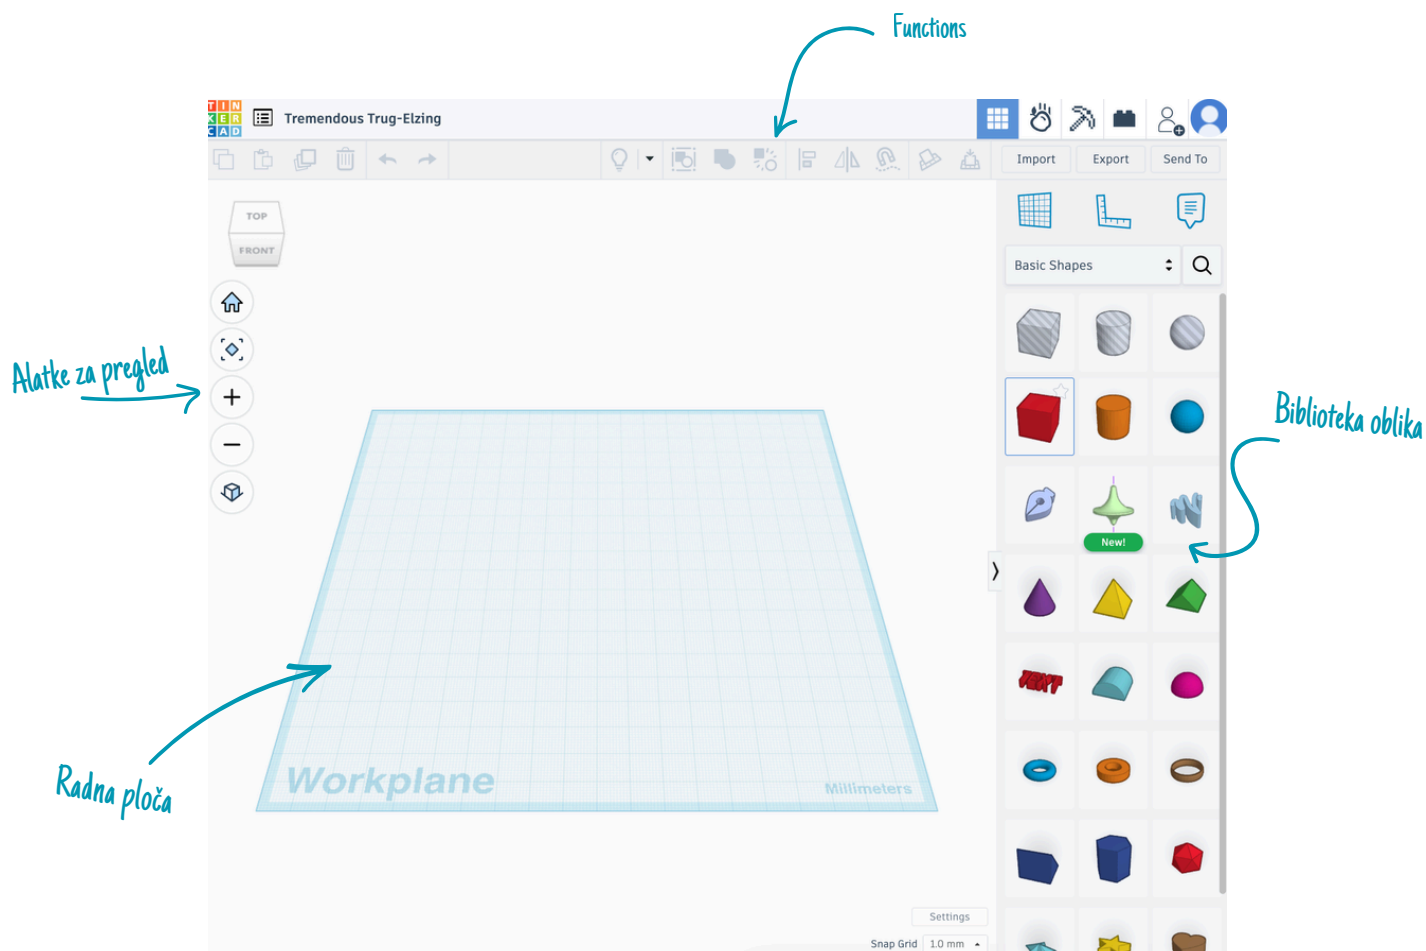 Functions
TIN
KER
CAD
Tremendous Trug-Elzing
Import
Export
Send To
TOP
FRONT
Basic Shapes
Alatke za pregled
Biblioteka oblika
New!
TEXT
Radna ploča
Workplane
Millimeters
Settings
Snap Grid 1.0 mm